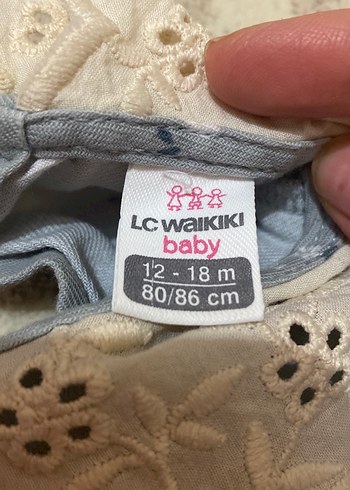 LC WAIKIKI
baby
12 - 18 m
80/86 cm